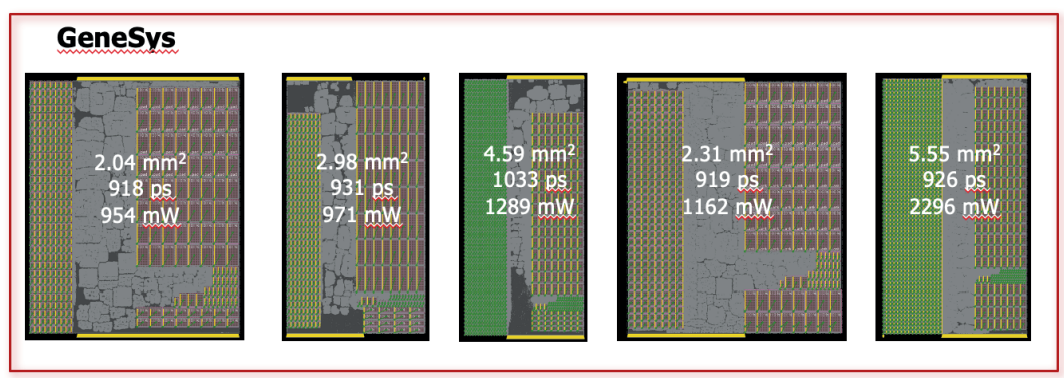 GeneSys
2.04 mm²
918 ps
954 mW
2.98 mm²
931 ps
971 mW
4.59 mm²
1033 ps
1289 mW
2.31 mm²
919 ps
1162 mW
5.55 mm²
926 ps
2296 mW